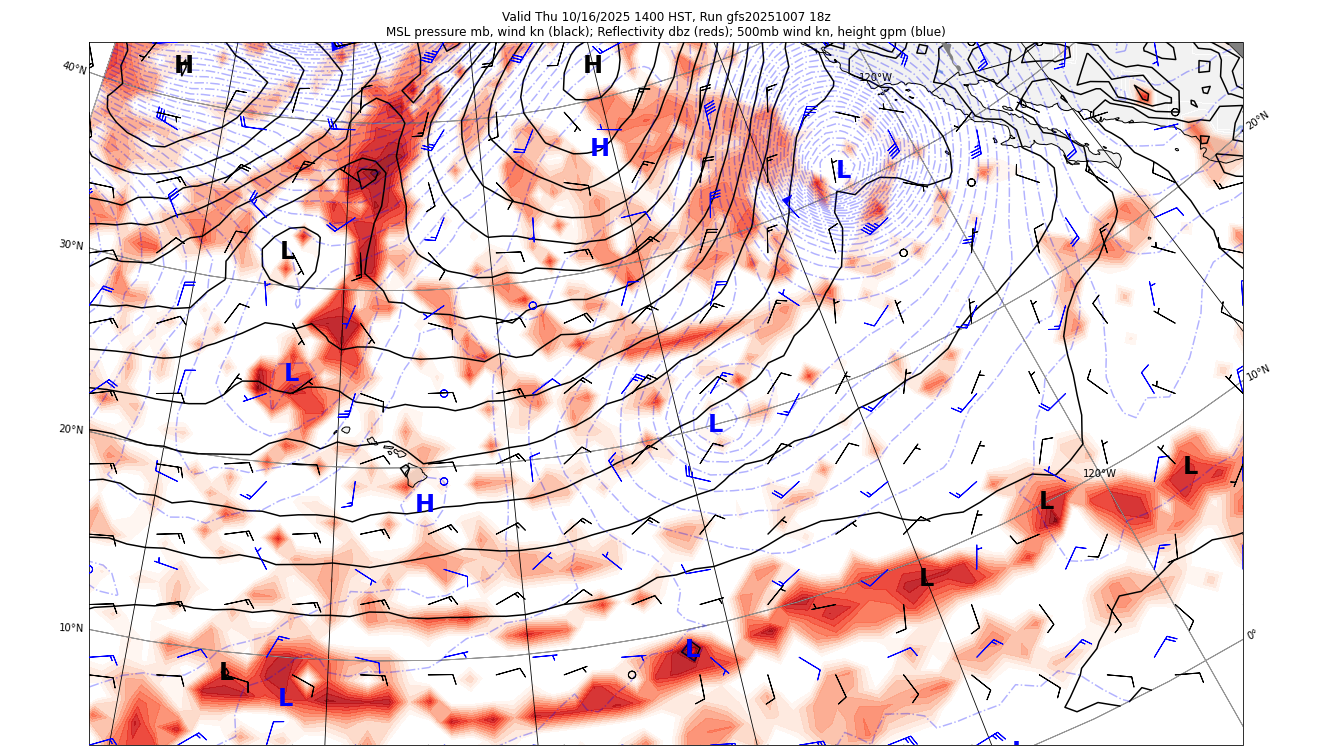 Valid Thu 10/16/2025 1400 HST, Run gfs20251007 18z
MSL pressure mb, wind kn (black); Reflectivity dbz (reds); 500mb wind kn, height gpm (blue)
40°N
H
H
120°W
20°N
H
L
30°N
L
L
10°N
20°N
L
120°W
L
H
L
L
10°N
0°
L
L
L